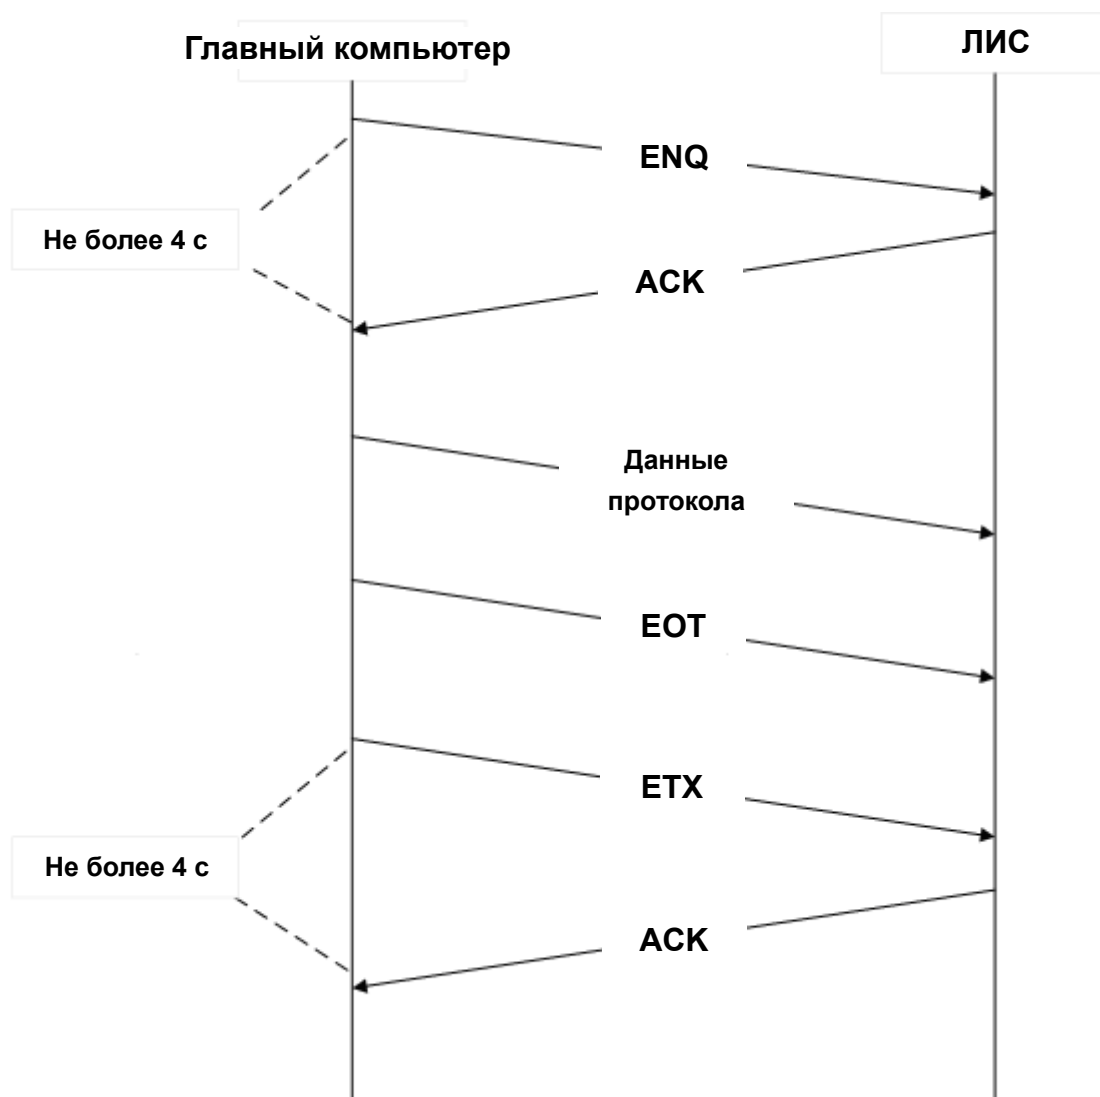 Главный компьютер
ЛИС
ENQ
Не более 4 с
ACK
Данные
протокола
EOT
ETX
Не более 4 с
ACK